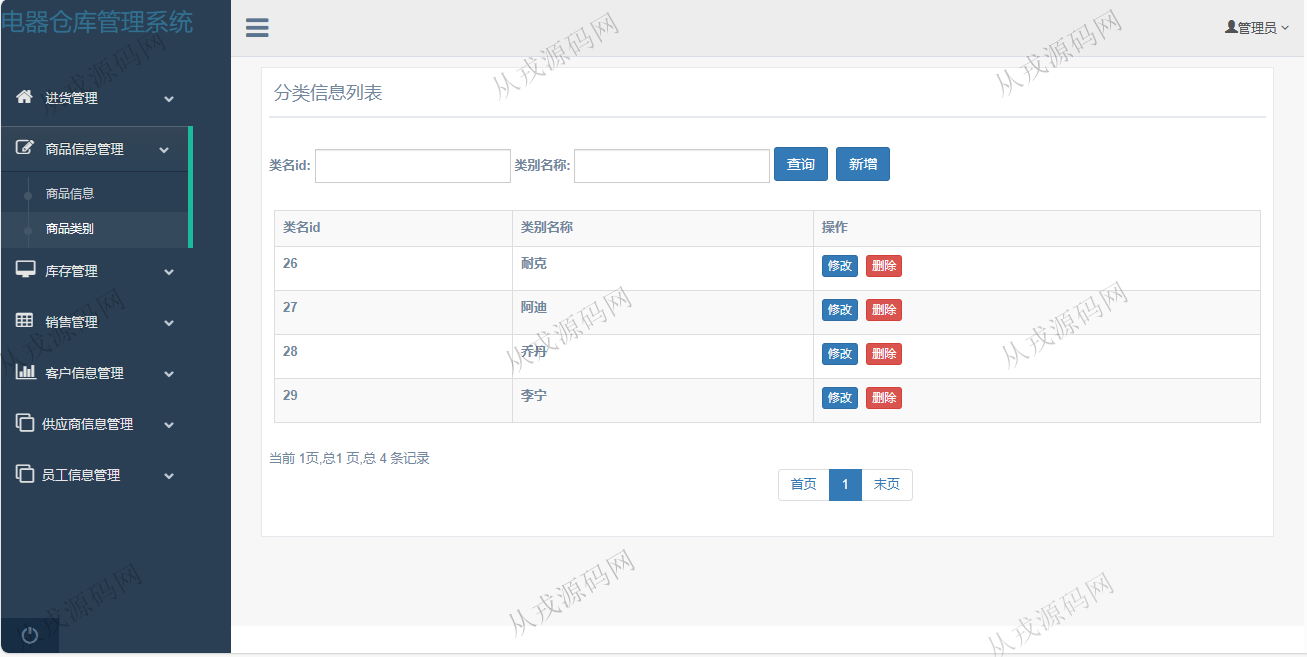 电器仓库管理系统
管理员
进货管理
商品信息管理
商品信息
商品类别
库存管理
销售管理
客户信息管理
供应商信息管理
员工信息管理
分类信息列表
类名id: 类别名称: 查询 新增
类名id 类别名称 操作
26 耐克 修改 删除
27 阿迪 修改 删除
28 乔丹 修改 删除
29 李宁 修改 删除
当前 1页,总1 页,总 4 条记录
首页 1 末页
从戎源码网
从戎源码网
从戎源码网
从戎源码网
从戎源码网
从戎源码网
从戎源码网
从戎源码网
从戎源码网